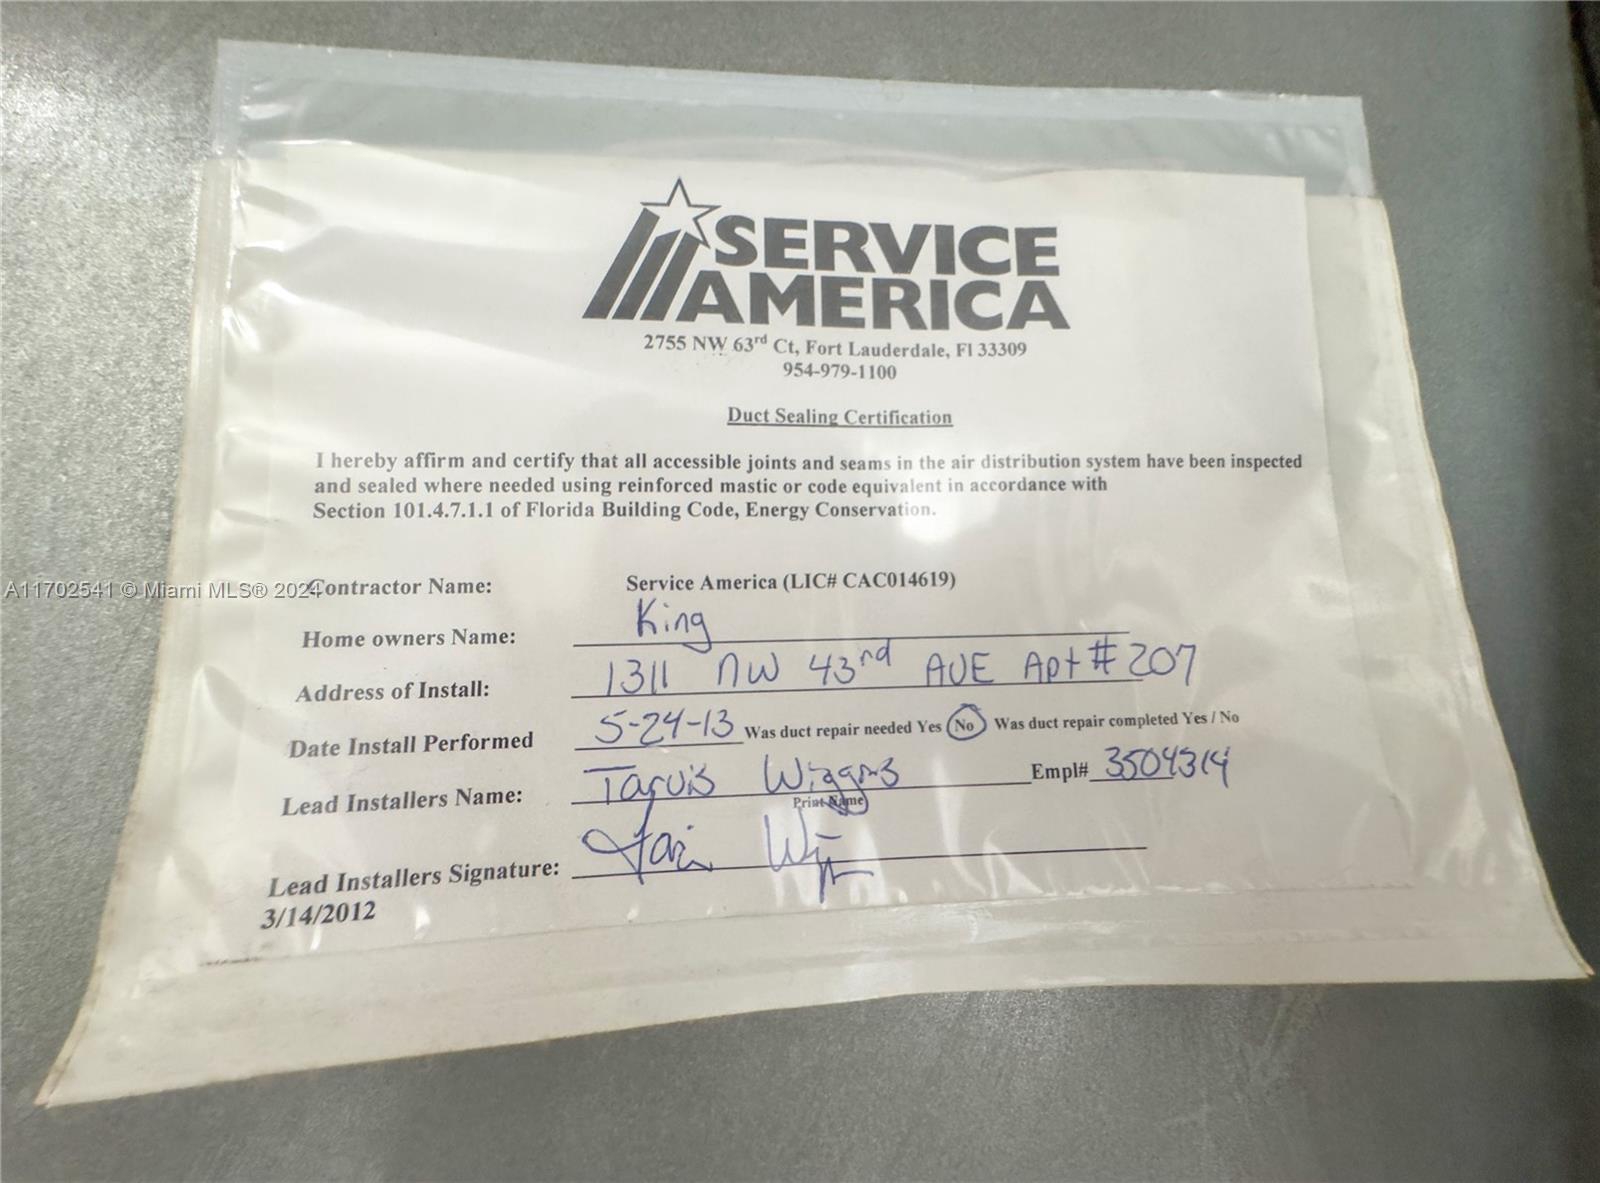 SERVICE
AMERICA
2755 NW 63rd Ct, Fort Lauderdale, Fl 33309
954-979-1100
Duct Sealing Certification
I hereby affirm and certify that all accessible joints and seams in the air distribution system have been inspected
and sealed where needed using reinforced mastic or code equivalent in accordance with
Section 101.4.7.1.1 of Florida Building Code, Energy Conservation.
A11702541 © Miami MLS® 2024
Contractor Name: Service America (LIC# CAC014619)
Home owners Name: King
Address of Install: 1311 NW 43rd AVE Apt # 207
Date Install Performed 5-24-13 Was duct repair needed Yes No Was duct repair completed Yes / No
Lead Installers Name: Tarvis Wiggins Empl# 3504314
Print Name
Lead Installers Signature:
3/14/2012